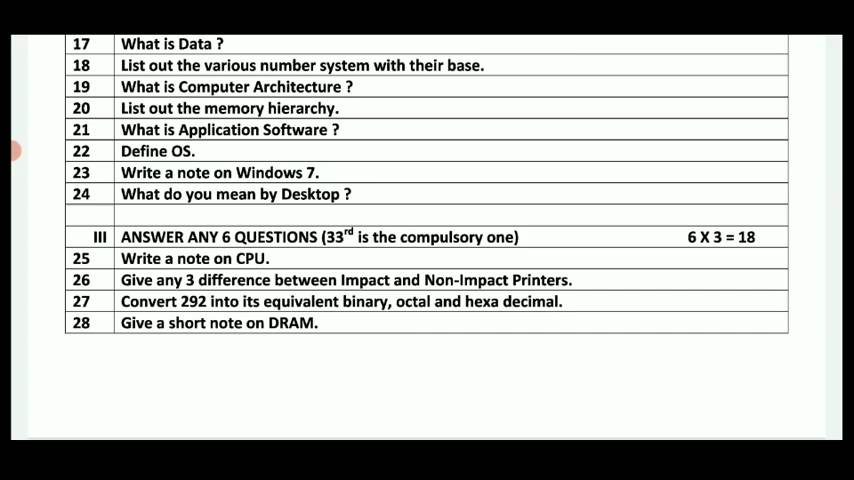 17 What is Data ?
18 List out the various number system with their base.
19 What is Computer Architecture ?
20 List out the memory hierarchy.
21 What is Application Software ?
22 Define OS.
23 Write a note on Windows 7.
24 What do you mean by Desktop ?
III ANSWER ANY 6 QUESTIONS (33rd is the compulsory one) 6 X 3 = 18
25 Write a note on CPU.
26 Give any 3 difference between Impact and Non-Impact Printers.
27 Convert 292 into its equivalent binary, octal and hexa decimal.
28 Give a short note on DRAM.